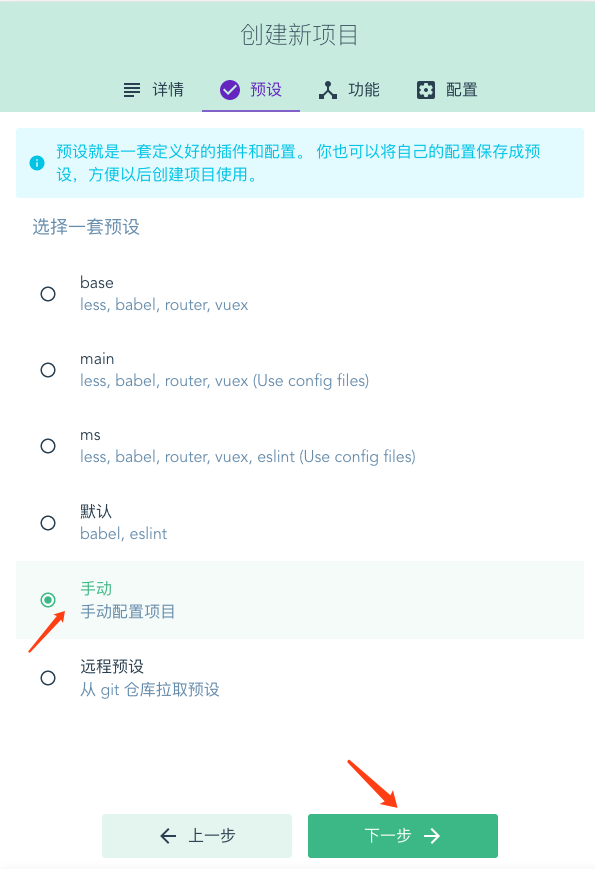 创建新项目
详情 预设 功能 配置
预设就是一套定义好的插件和配置。 你也可以将自己的配置保存成预
设，方便以后创建项目使用。
选择一套预设
base
less, babel, router, vuex
main
less, babel, router, vuex (Use config files)
ms
less, babel, router, vuex, eslint (Use config files)
默认
babel, eslint
手动
手动配置项目
远程预设
从 git 仓库拉取预设
上一步 下一步